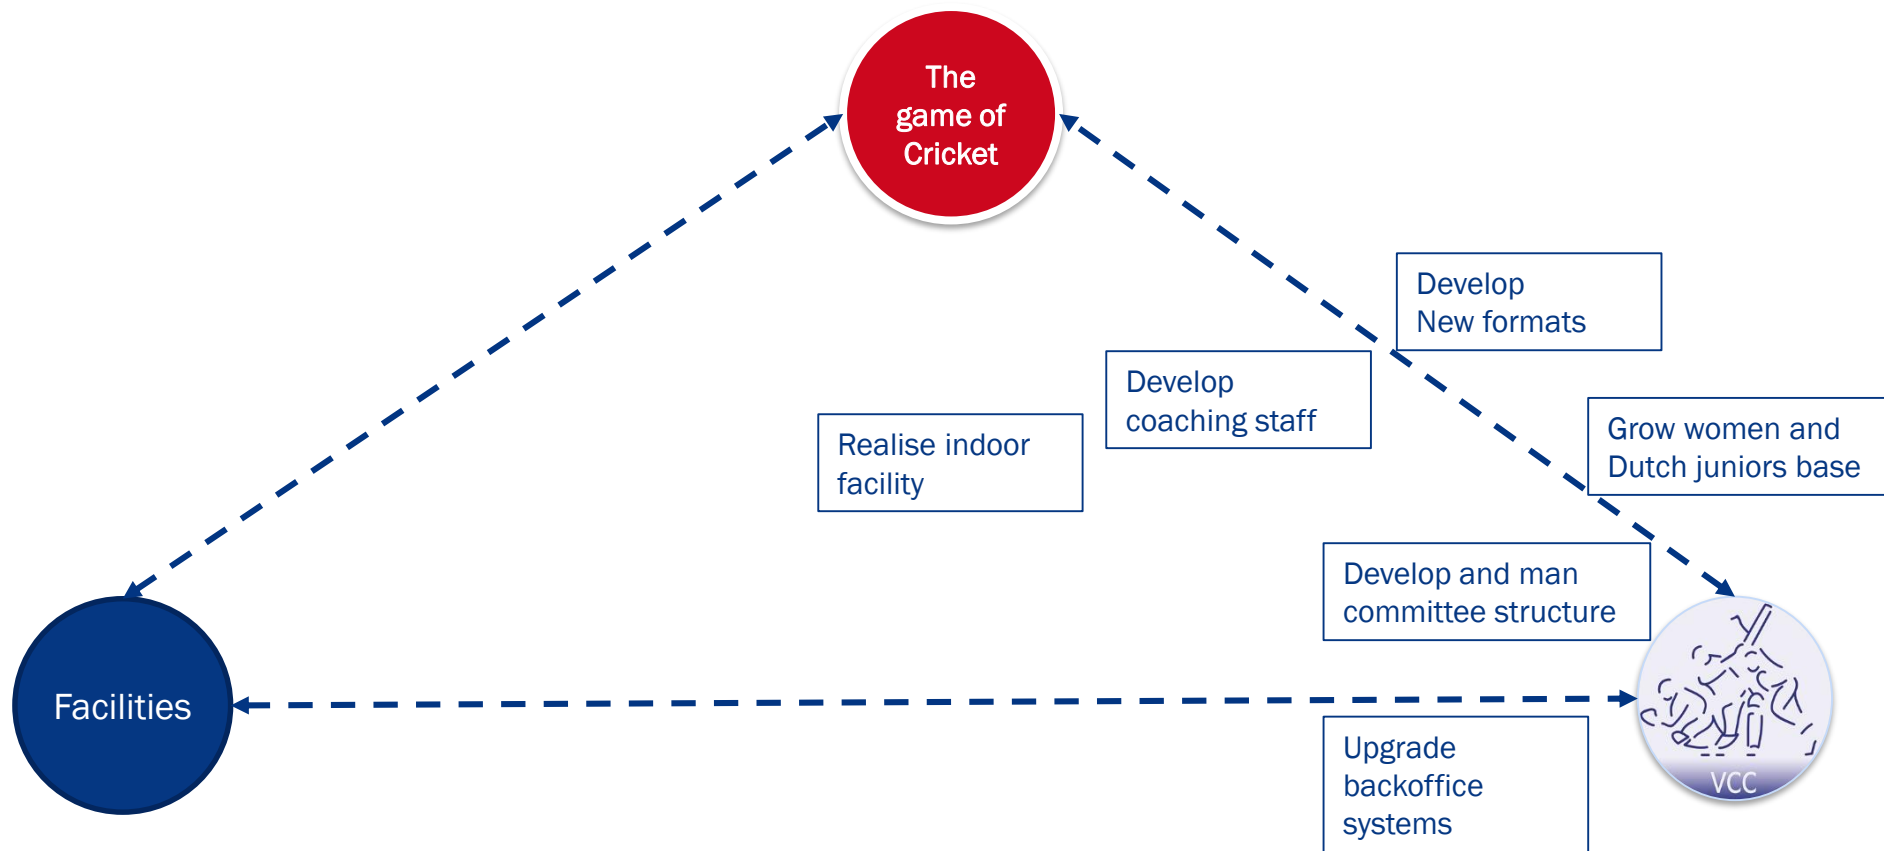 The
game of
Cricket
Develop
New formats
Develop
coaching staff
Grow women and
Dutch juniors base
Realise indoor
facility
Develop and man
committee structure
Facilities
Upgrade
backoffice
systems
VCC